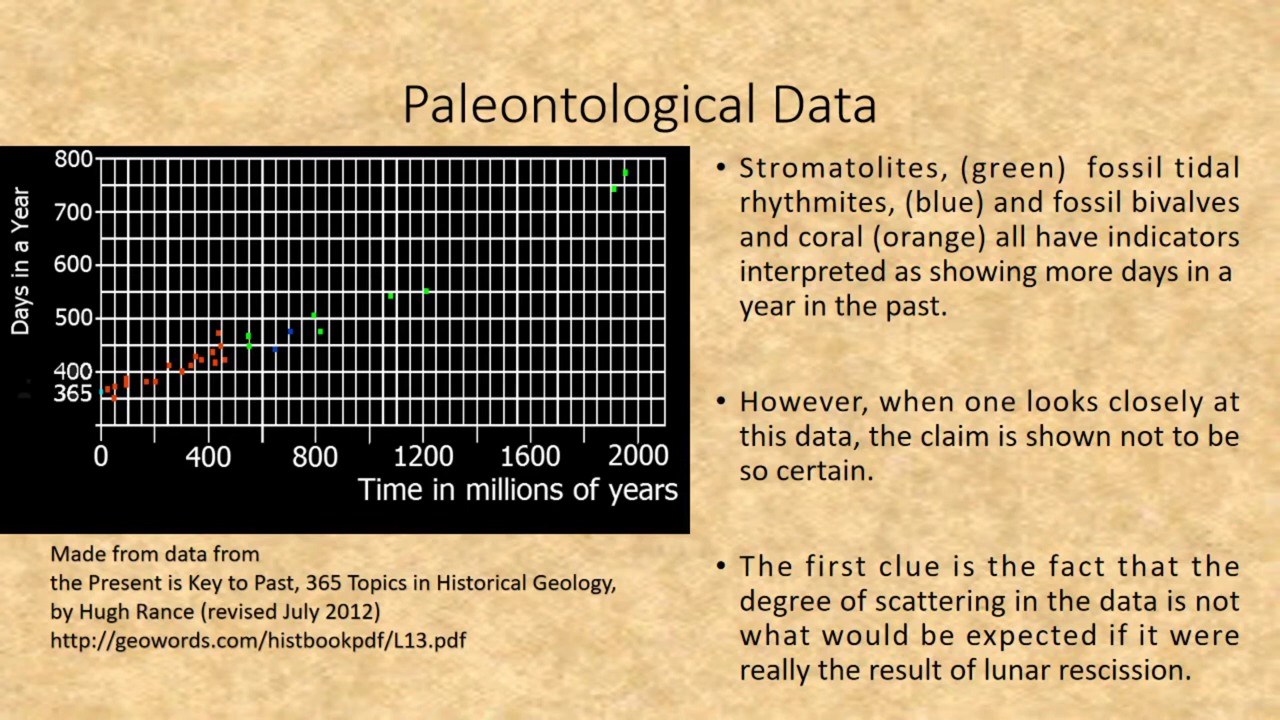 Paleontological Data
800
700
600
500
400
365
Days in a Year
0 400 800 1200 1600 2000
Time in millions of years
Made from data from
the Present is Key to Past, 365 Topics in Historical Geology,
by Hugh Rance (revised July 2012)
http://geowords.com/histbookpdf/L13.pdf
• Stromatolites, (green) fossil tidal
rhythmites, (blue) and fossil bivalves
and coral (orange) all have indicators
interpreted as showing more days in a
year in the past.
• However, when one looks closely at
this data, the claim is shown not to be
so certain.
• The first clue is the fact that the
degree of scattering in the data is not
what would be expected if it were
really the result of lunar rescission.